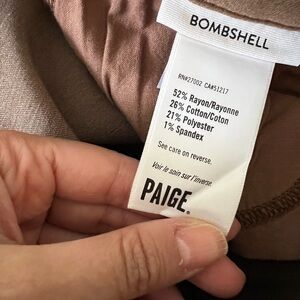 BOMBSHELL
RN#27002 CA#51217
52% Rayon/Rayonne
26% Cotton/Coton
21% Polyester
1% Spandex
See care on reverse.
Voir le soin sur l'inverse.
PAIGE.